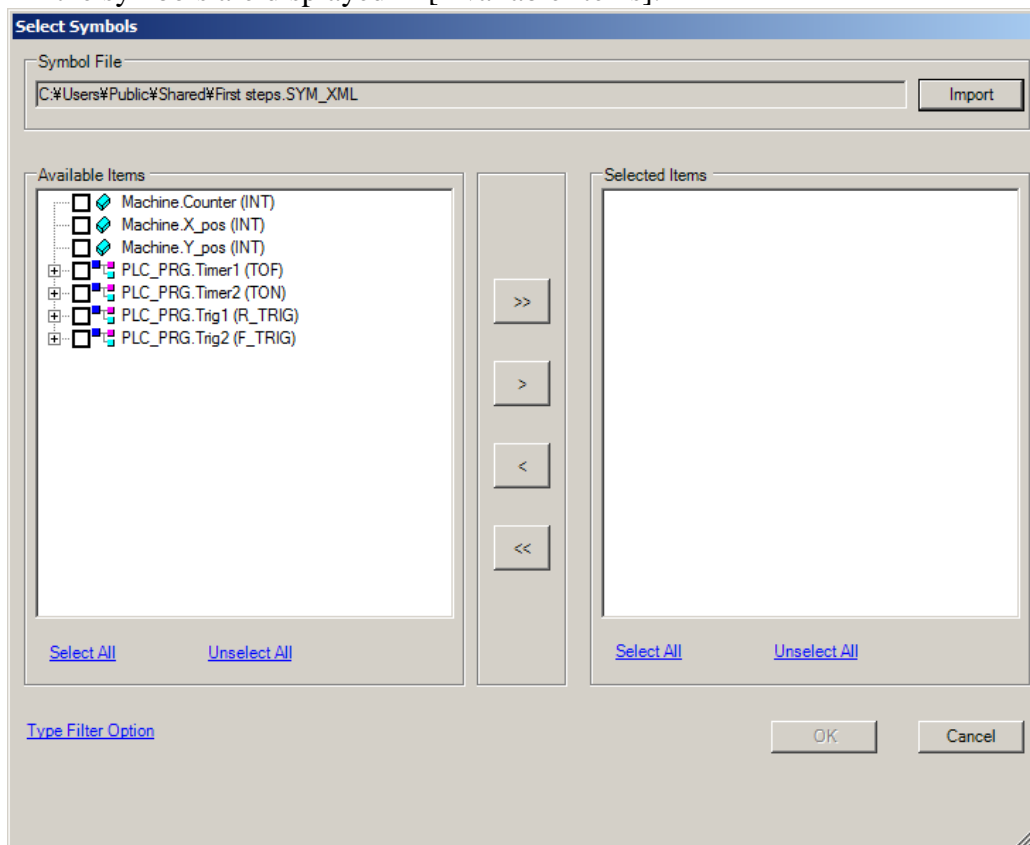 Select Symbols
Symbol File
C:¥Users¥Public¥Shared¥First steps.SYM_XML
Import
Available Items
Machine.Counter (INT)
Machine.X_pos (INT)
Machine.Y_pos (INT)
PLC_PRG.Timer1 (TOF)
PLC_PRG.Timer2 (TON)
PLC_PRG.Trig1 (R_TRIG)
PLC_PRG.Trig2 (F_TRIG)
Select All
Unselect All
>>
>
<
<<
Selected Items
Select All
Unselect All
Type Filter Option
OK
Cancel